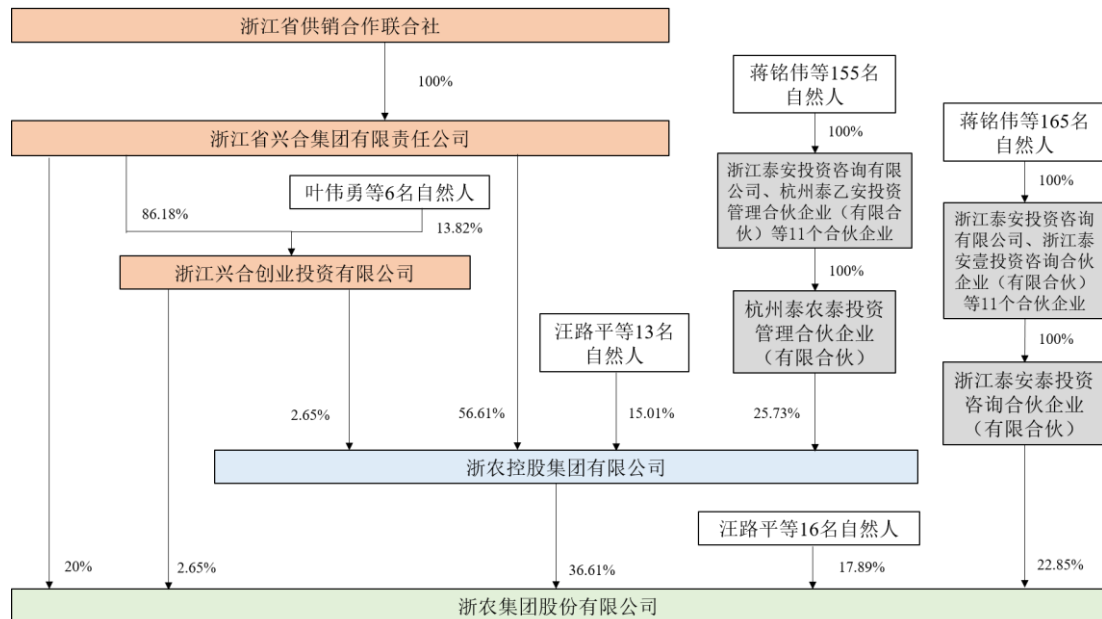 浙江省供销合作联合社
100%
浙江省兴合集团有限责任公司
叶伟勇等6名自然人
86.18%
13.82%
浙江兴合创业投资有限公司
蒋铭伟等155名
自然人
100%
浙江泰安投资咨询有限
公司、杭州泰乙安投资
管理合伙企业（有限合
伙）等11个合伙企业
100%
杭州泰农泰投资
管理合伙企业
（有限合伙）
蒋铭伟等165名
自然人
100%
浙江泰安投资咨询
有限公司、浙江泰
安壹投资咨询合伙
企业（有限合伙）
等11个合伙企业
100%
浙江泰安泰投资
咨询合伙企业
（有限合伙）
汪路平等13名
自然人
2.65%
56.61%
15.01%
25.73%
浙农控股集团有限公司
汪路平等16名自然人
20%
2.65%
36.61%
17.89%
22.85%
浙农集团股份有限公司